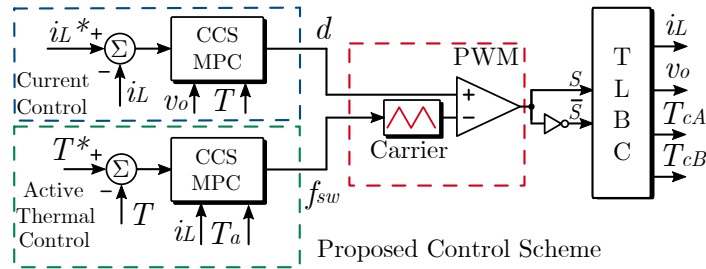 iL* + Σ - iL
CCS
MPC
vo T
Current
Control
d
PWM
+
−
Carrier
S
S̄
T
L
B
C
iL
vo
TcA
TcB
T* + Σ - T
CCS
MPC
iL Ta
Active
Thermal
Control
fsw
Proposed Control Scheme